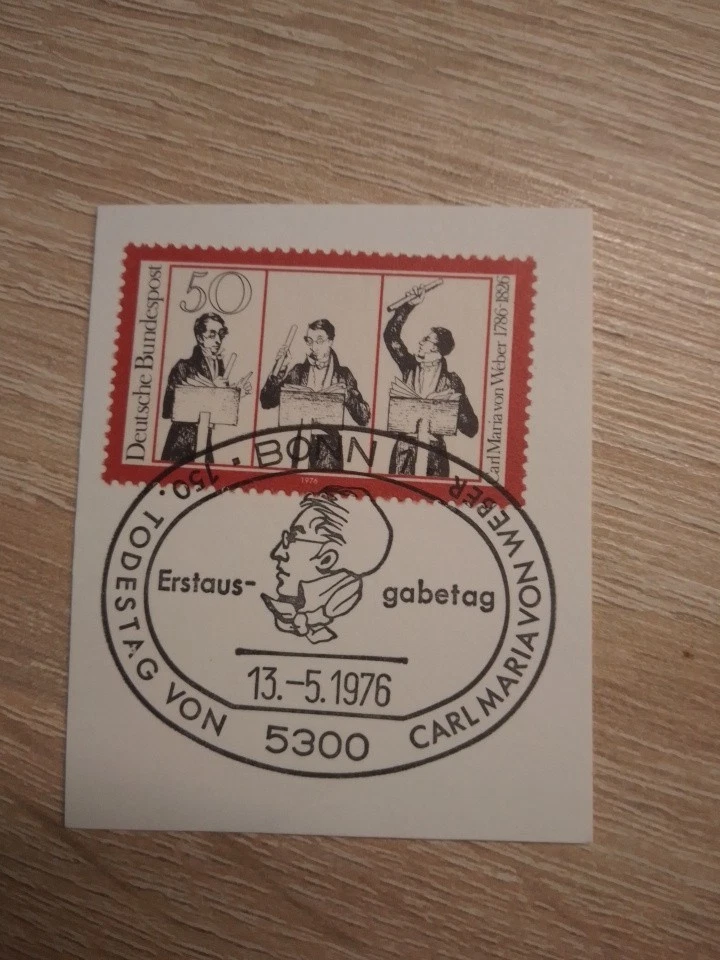 Deutsche Bundespost
50
Carl Maria von Weber 1786-1826
1976
BONN 1
150. TODESTAG VON CARL MARIA VON WEBER
Erstaus-
gabetag
13.-5.1976
5300